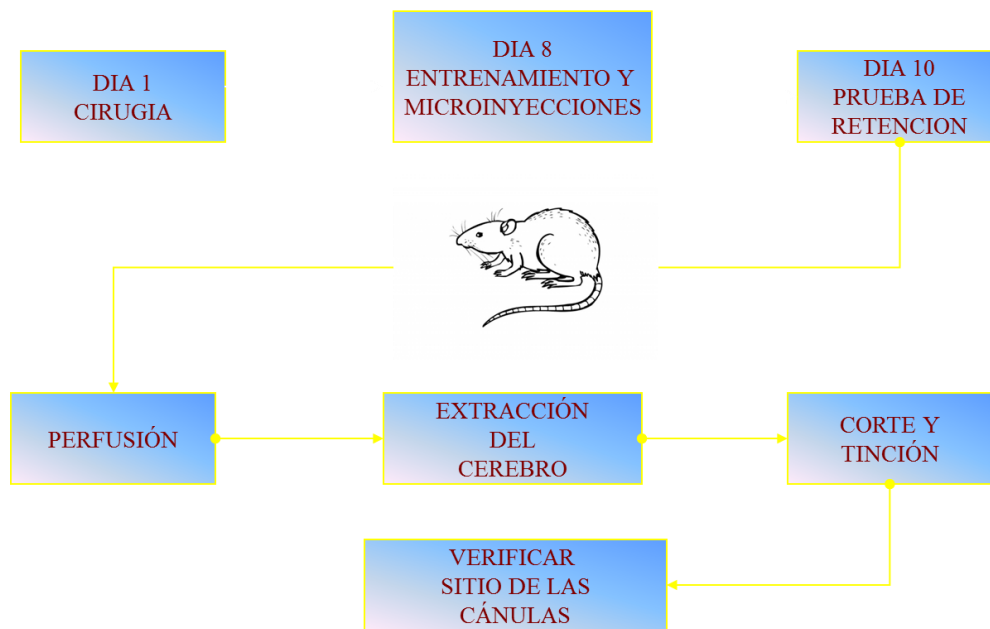 DIA 1
CIRUGIA
DIA 8
ENTRENAMIENTO Y
MICROINYECCIONES
DIA 10
PRUEBA DE
RETENCION
PERFUSIÓN
EXTRACCIÓN
DEL
CEREBRO
CORTE Y
TINCIÓN
VERIFICAR
SITIO DE LAS
CÁNULAS